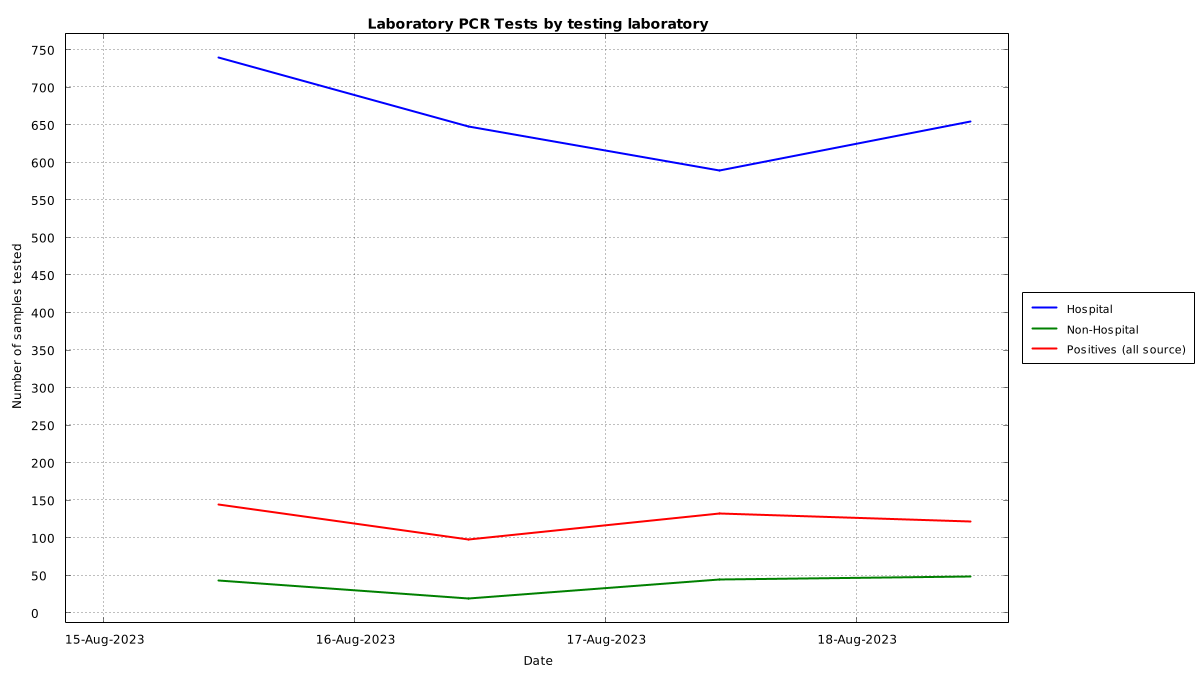 Laboratory PCR Tests by testing laboratory
750
700
650
600
550
500
450
400
350
300
250
200
150
100
50
0
Number of samples tested
15-Aug-2023 16-Aug-2023 17-Aug-2023 18-Aug-2023
Date
Hospital
Non-Hospital
Positives (all source)